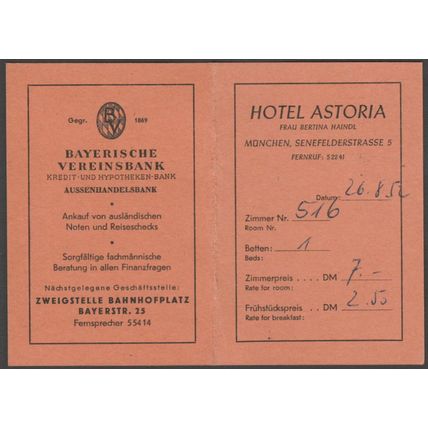 Gegr. BV 1869
BAYERISCHE
VEREINSBANK
KREDIT- UND HYPOTHEKEN-BANK
AUSSENHANDELSBANK
•
Ankauf von ausländischen
Noten und Reiseschecks
•
Sorgfältige fachmännische
Beratung in allen Finanzfragen
Nächstgelegene Geschäftsstelle:
ZWEIGSTELLE BAHNHOFPLATZ
BAYERSTR. 25
Fernsprecher 55414
HOTEL ASTORIA
FRAU BERTINA HAINDL
MÜNCHEN, SENEFELDERSTRASSE 5
FERNRUF: 52241
Datum: 26.8.52
Zimmer Nr. 516
Room Nr.
Betten: 1
Beds:
Zimmerpreis .... DM 7.-
Rate for room:
Frühstückspreis .. DM 2.55
Rate for breakfast: